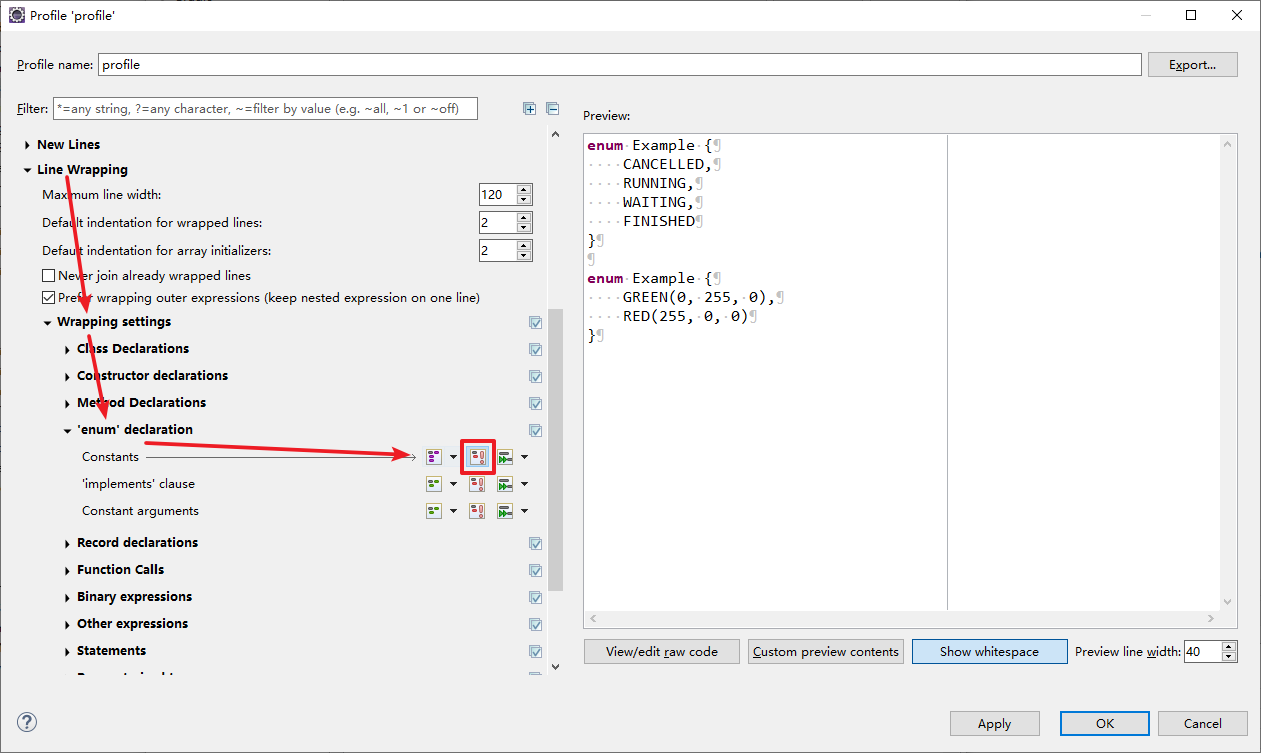 Profile 'profile'
Profile name: profile Export...
Filter: *=any string, ?=any character, ~=filter by value (e.g. ~all, ~1 or ~off)
New Lines
Line Wrapping
Maximum line width: 120
Default indentation for wrapped lines: 2
Default indentation for array initializers: 2
Never join already wrapped lines
Prefer wrapping outer expressions (keep nested expression on one line)
Wrapping settings
Class Declarations
Constructor declarations
Method Declarations
'enum' declaration
Constants
'implements' clause
Constant arguments
Record declarations
Function Calls
Binary expressions
Other expressions
Statements
Preview:
enum·Example·{¶
····CANCELLED,¶
····RUNNING,¶
····WAITING,¶
····FINISHED¶
}¶
¶
enum·Example·{¶
····GREEN(0,·255,·0),¶
····RED(255,·0,·0)¶
}¶
View/edit raw code Custom preview contents Show whitespace Preview line width: 40
? Apply OK Cancel